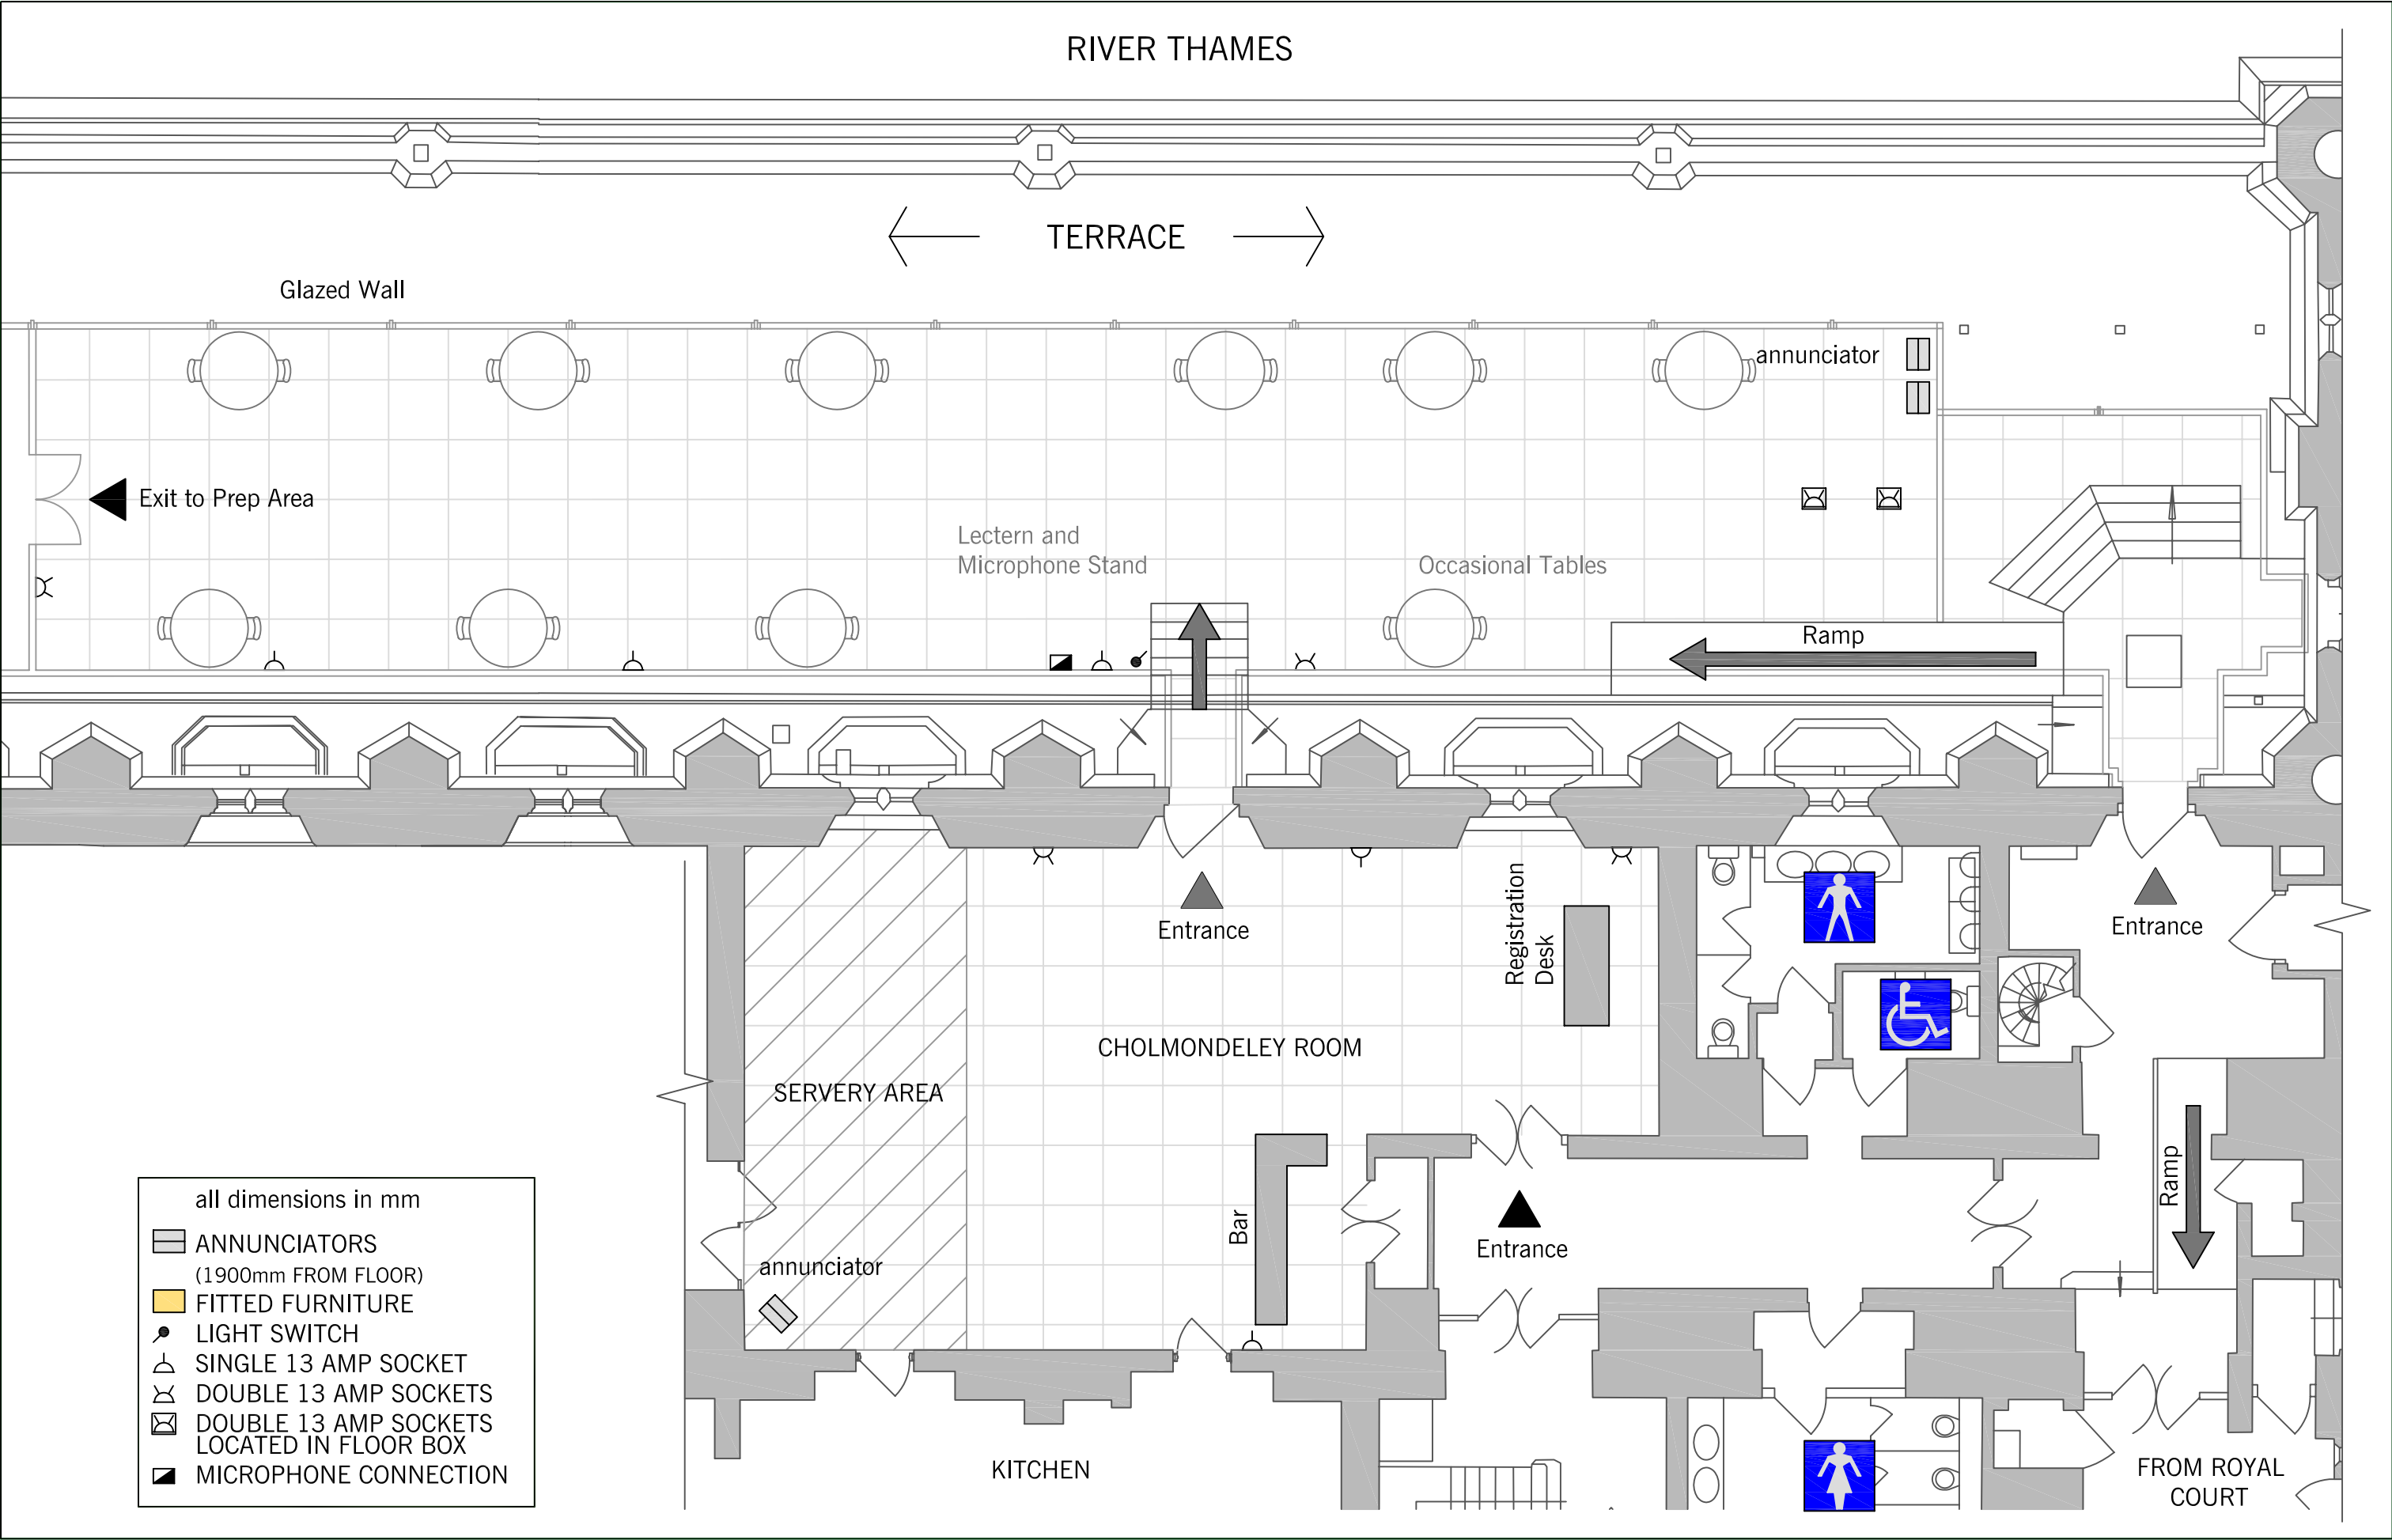 RIVER THAMES
TERRACE
Glazed Wall
annunciator
Exit to Prep Area
Lectern and
Microphone Stand
Occasional Tables
Ramp
Entrance
Registration
Desk
Entrance
CHOLMONDELEY ROOM
SERVERY AREA
Ramp
Bar
Entrance
annunciator
all dimensions in mm
ANNUNCIATORS
(1900mm FROM FLOOR)
FITTED FURNITURE
LIGHT SWITCH
SINGLE 13 AMP SOCKET
DOUBLE 13 AMP SOCKETS
DOUBLE 13 AMP SOCKETS
LOCATED IN FLOOR BOX
MICROPHONE CONNECTION
KITCHEN
FROM ROYAL
COURT